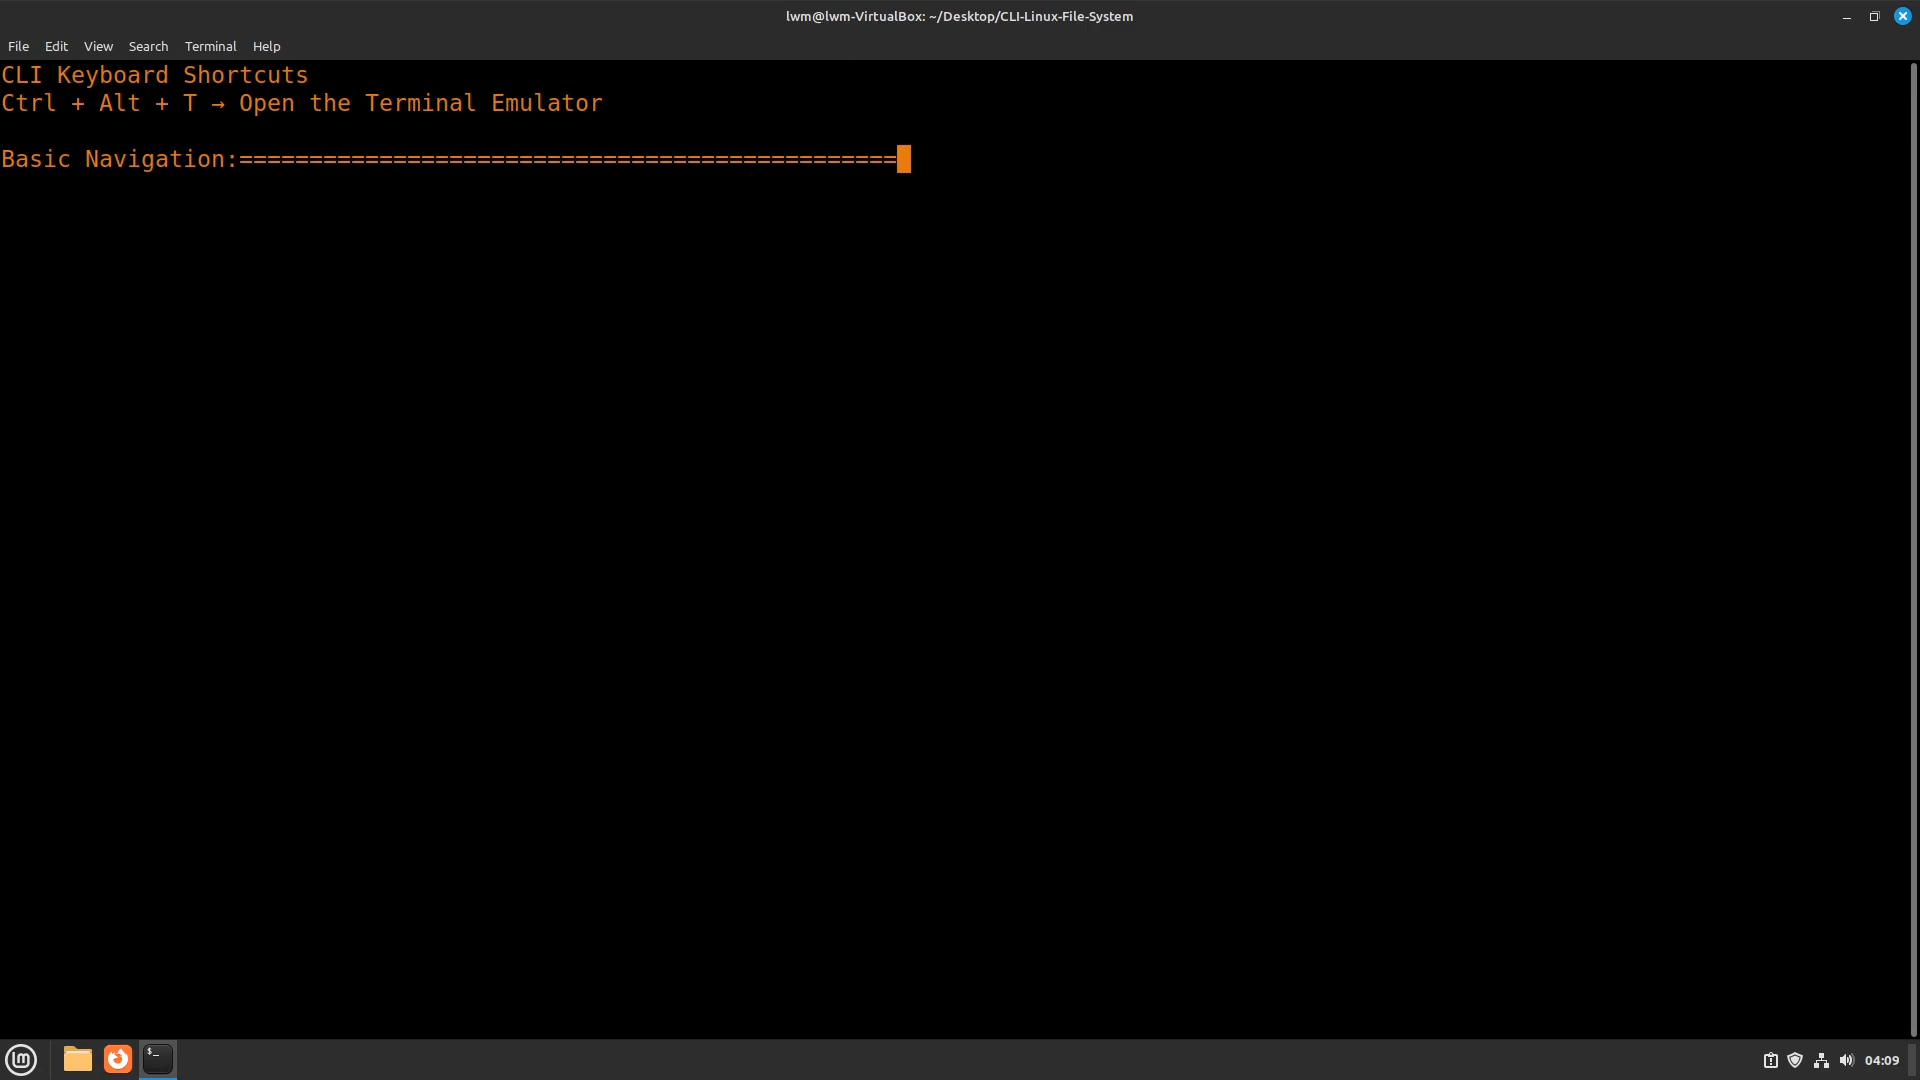 lwm@lwm-VirtualBox: ~/Desktop/CLI-Linux-File-System
File Edit View Search Terminal Help
CLI Keyboard Shortcuts
Ctrl + Alt + T → Open the Terminal Emulator
Basic Navigation:===============================================
$_
04:09